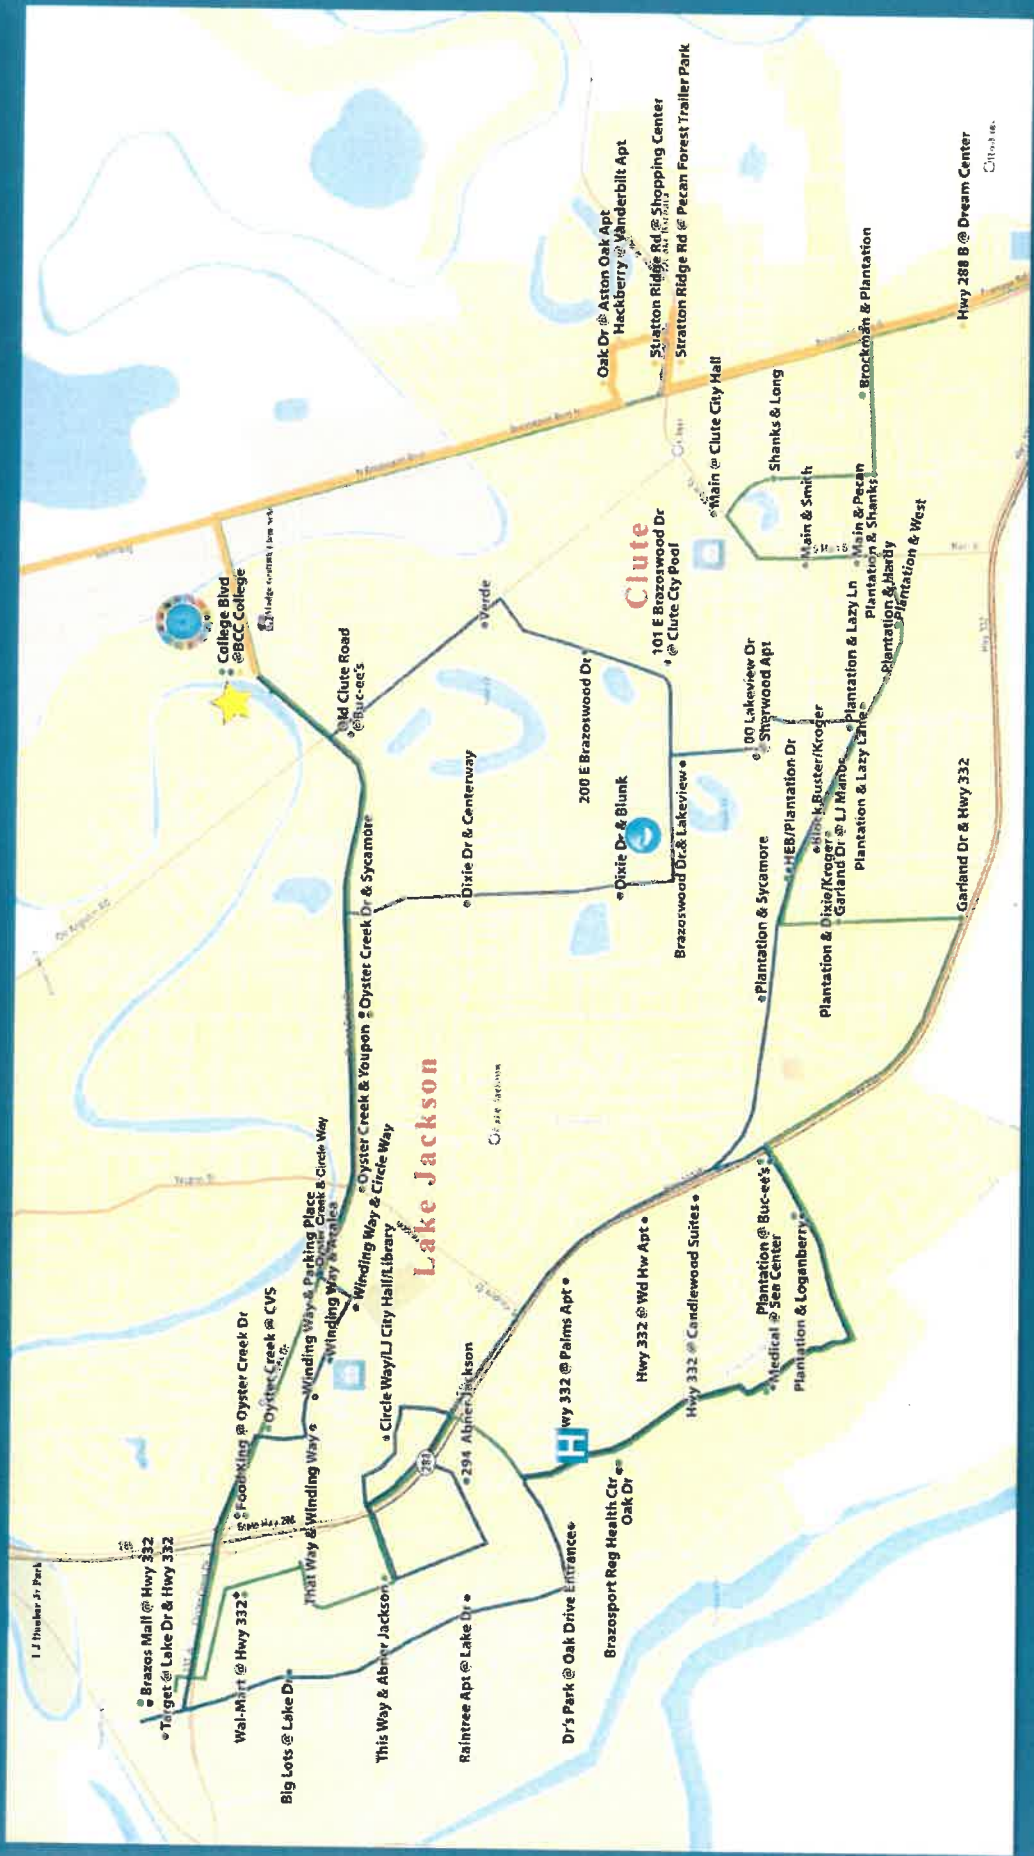 Brazos Mall @ Hwy 332
Target @ Lake Dr & Hwy 332
Wal-Mart @ Hwy 332
Big Lots @ Lake Dr
This Way & Abner Jackson
Raintree Apt @ Lake Dr
Dr's Park @ Oak Drive Entrance
Brazosport Reg Health Ctr
Oak Dr
288
Food King @ Oyster Creek Dr
Oyster Creek @ CVS
That Way & Winding Way
Winding Way & Parking Place
Oyster Creek & Circle Way
Winding Way & Azalea
Winding Way & Circle Way
Circle Way/LJ City Hall/Library
294 Abner Jackson
H
Hwy 332 @ Palms Apt
Hwy 332 @ Wd Hw Apt
Hwy 332 @ Candlewood Suites
Plantation @ Buc-ee's
Medical @ Sea Center
Plantation & Loganberry
Lake Jackson
Lake Jackson
Oyster Creek & Youpon
Oyster Creek Dr & Sycamore
Dixie Dr & Centerway
Dixie Dr & Blunk
College Blvd
@BCC College
Old Clute Road
@Buc-ee's
Verde
200 E Brazoswood Dr
Clute
101 E Brazoswood Dr
@ Clute Cty Pool
Brazoswood Dr & Lakeview
100 Lakeview Dr
Sherwood Apt
Plantation & Sycamore
HEB/Plantation Dr
Block Buster/Kroger
Plantation & Dixie/Kroger
Garland Dr @ LJ Manor
Plantation & Lazy Lane
Plantation & Lazy Ln
Garland Dr & Hwy 332
Plantation & Hardy
Plantation & West
Plantation & Shanks
Main & Pecan
Main & Smith
Shanks & Long
Main @ Clute City Hall
Clute
Oak Dr @ Aston Oak Apt
Hackberry @ Vanderbilt Apt
Stratton Ridge Rd @ Shopping Center
Stratton Ridge Rd @ Pecan Forest Trailer Park
Brockman & Plantation
Hwy 288 B @ Dream Center
Hwy 332